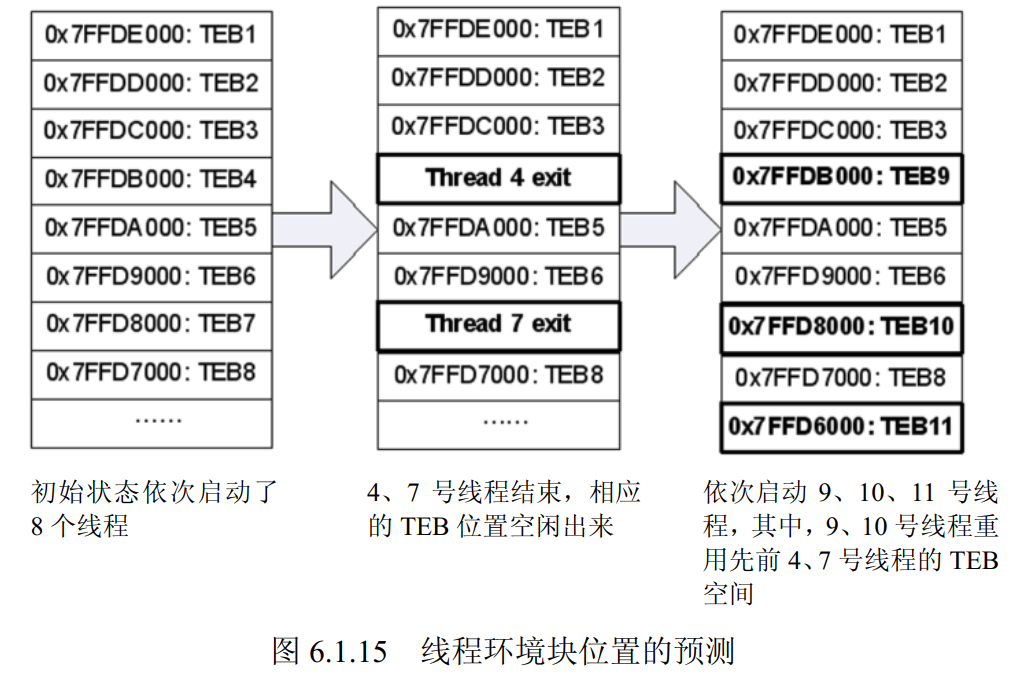 0x7FFDE000: TEB1
0x7FFDD000: TEB2
0x7FFDC000: TEB3
0x7FFDB000: TEB4
0x7FFDA000: TEB5
0x7FFD9000: TEB6
0x7FFD8000: TEB7
0x7FFD7000: TEB8
······
初始状态依次启动了
8 个线程
0x7FFDE000: TEB1
0x7FFDD000: TEB2
0x7FFDC000: TEB3
Thread 4 exit
0x7FFDA000: TEB5
0x7FFD9000: TEB6
Thread 7 exit
0x7FFD7000: TEB8
······
4、7 号线程结束，相应
的 TEB 位置空闲出来
0x7FFDE000: TEB1
0x7FFDD000: TEB2
0x7FFDC000: TEB3
0x7FFDB000: TEB9
0x7FFDA000: TEB5
0x7FFD9000: TEB6
0x7FFD8000: TEB10
0x7FFD7000: TEB8
0x7FFD6000: TEB11
依次启动 9、10、11 号线
程，其中，9、10 号线程重
用先前 4、7 号线程的 TEB
空间
图 6.1.15 线程环境块位置的预测